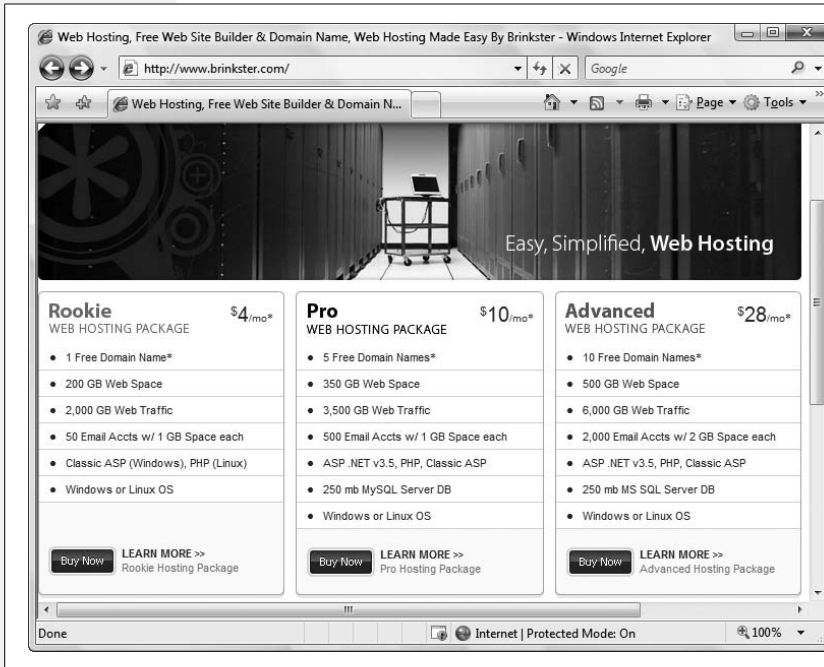 Web Hosting, Free Web Site Builder & Domain Name, Web Hosting Made Easy By Brinkster - Windows Internet Explorer
http://www.brinkster.com/
Google
Web Hosting, Free Web Site Builder & Domain N...
Page
Tools
Easy, Simplified, Web Hosting
Rookie
$4/mo*
WEB HOSTING PACKAGE
• 1 Free Domain Name*
• 200 GB Web Space
• 2,000 GB Web Traffic
• 50 Email Accts w/ 1 GB Space each
• Classic ASP (Windows), PHP (Linux)
• Windows or Linux OS
Buy Now
LEARN MORE >>
Rookie Hosting Package
Pro
$10/mo*
WEB HOSTING PACKAGE
• 5 Free Domain Names*
• 350 GB Web Space
• 3,500 GB Web Traffic
• 500 Email Accts w/ 1 GB Space each
• ASP .NET v3.5, PHP, Classic ASP
• 250 mb MySQL Server DB
• Windows or Linux OS
Buy Now
LEARN MORE >>
Pro Hosting Package
Advanced
$28/mo*
WEB HOSTING PACKAGE
• 10 Free Domain Names*
• 500 GB Web Space
• 6,000 GB Web Traffic
• 2,000 Email Accts w/ 2 GB Space each
• ASP .NET v3.5, PHP, Classic ASP
• 250 mb MS SQL Server DB
• Windows or Linux OS
Buy Now
LEARN MORE >>
Advanced Hosting Package
Done
Internet | Protected Mode: On
100%